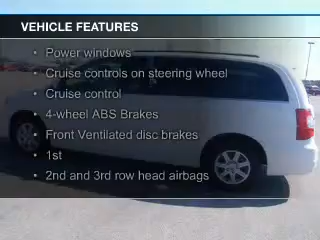 VEHICLE FEATURES
• Power windows
• Cruise controls on steering wheel
• Cruise control
• 4-wheel ABS Brakes
• Front Ventilated disc brakes
• 1st
• 2nd and 3rd row head airbags